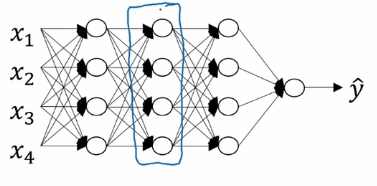 x₁
x₂
x₃
x₄
ŷ